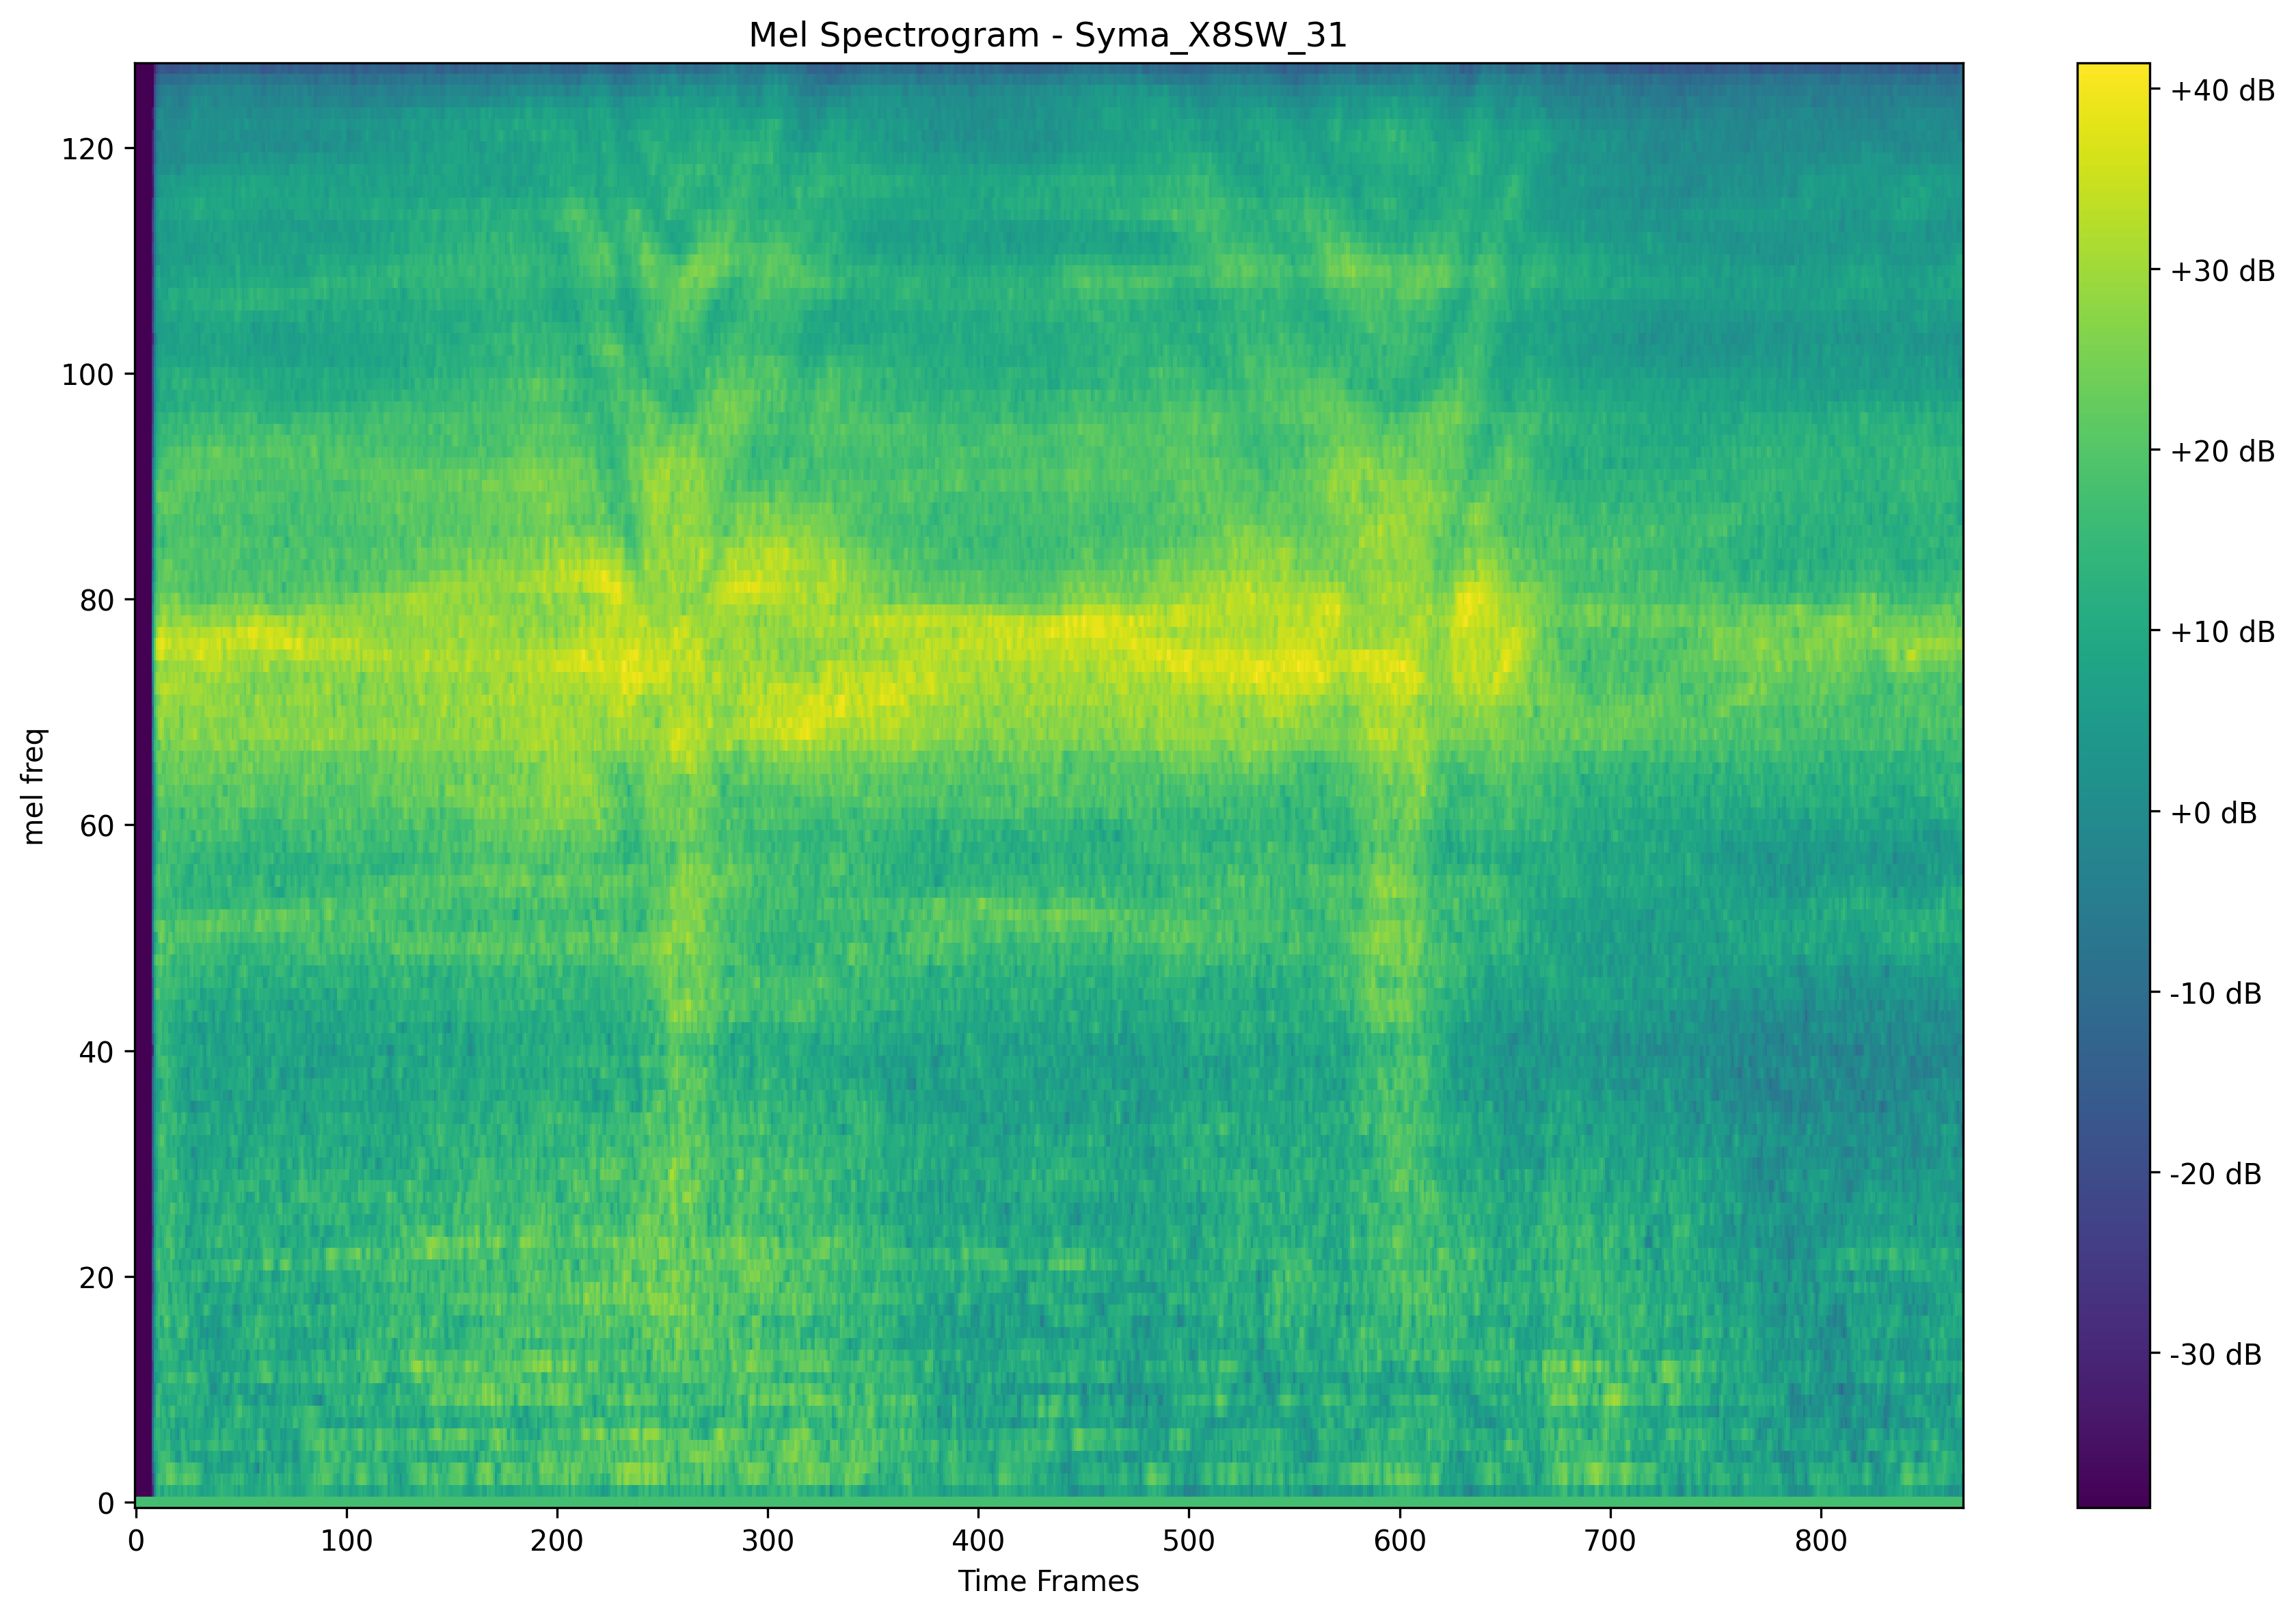 Mel Spectrogram - Syma_X8SW_31
mel freq
120
100
80
60
40
20
0
0 100 200 300 400 500 600 700 800
Time Frames
+40 dB
+30 dB
+20 dB
+10 dB
+0 dB
-10 dB
-20 dB
-30 dB